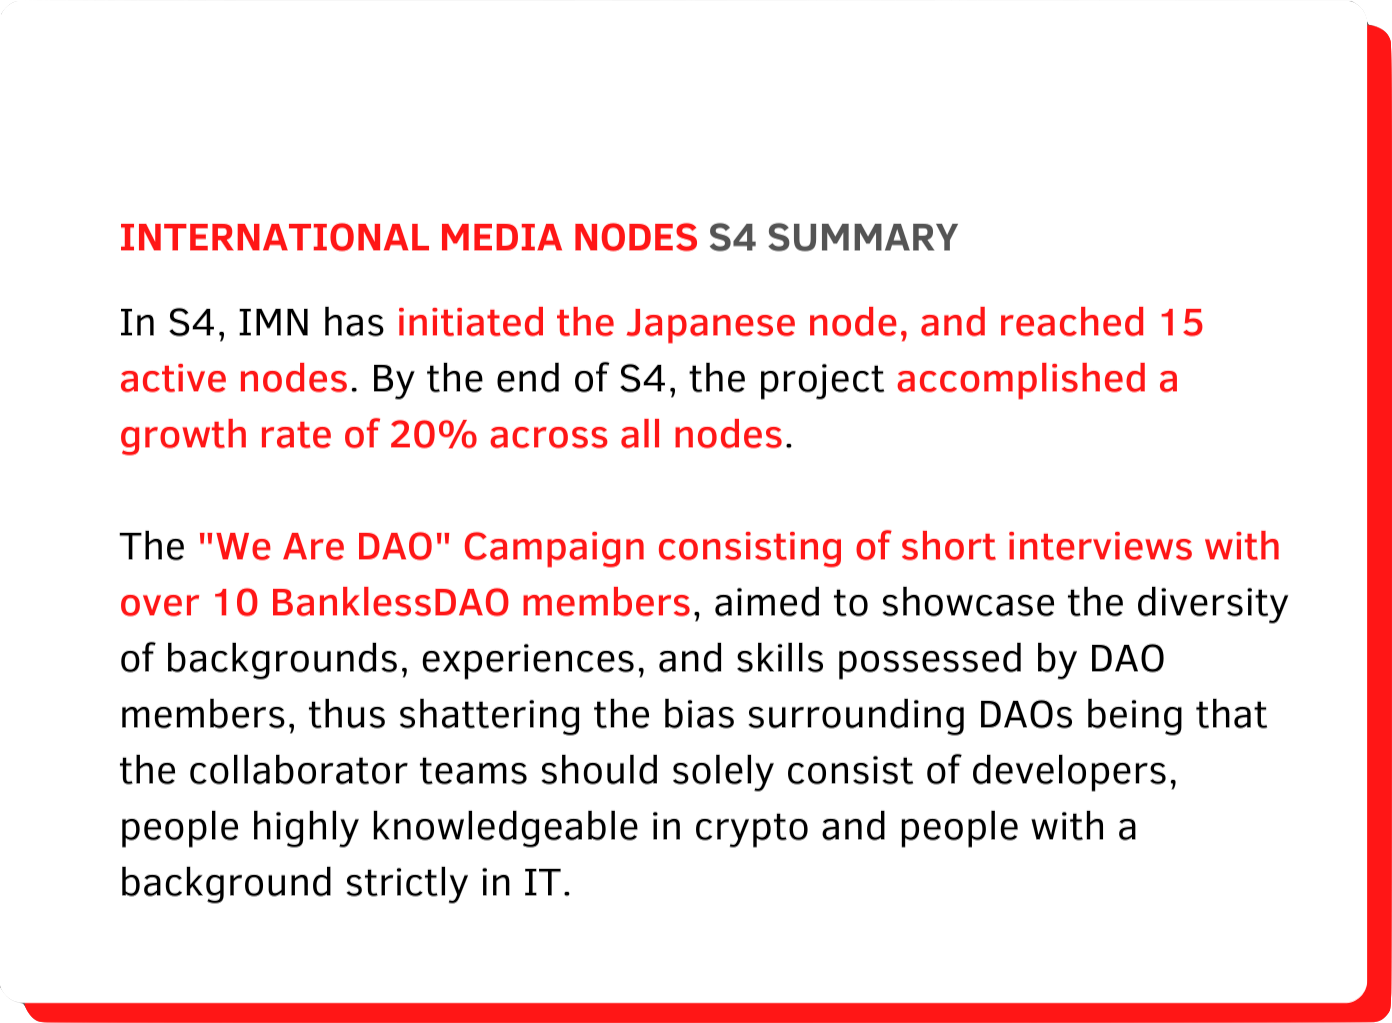 INTERNATIONAL MEDIA NODES S4 SUMMARY
In S4, IMN has initiated the Japanese node, and reached 15
active nodes. By the end of S4, the project accomplished a
growth rate of 20% across all nodes.
The "We Are DAO" Campaign consisting of short interviews with
over 10 BanklessDAO members, aimed to showcase the diversity
of backgrounds, experiences, and skills possessed by DAO
members, thus shattering the bias surrounding DAOs being that
the collaborator teams should solely consist of developers,
people highly knowledgeable in crypto and people with a
background strictly in IT.